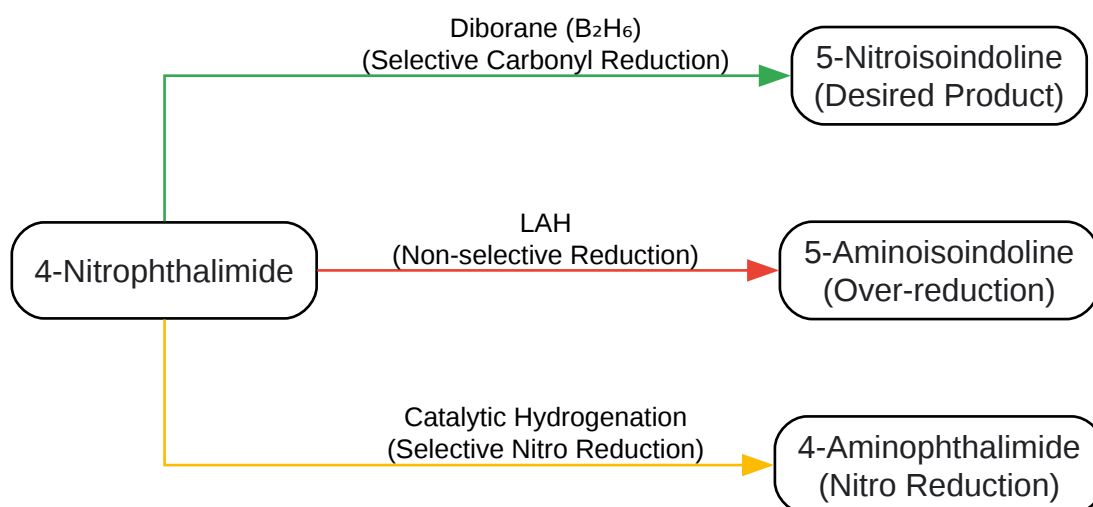 Diborane (B₂H₆)
(Selective Carbonyl Reduction)
5-Nitroisoindoline
(Desired Product)
4-Nitrophthalimide
LAH
(Non-selective Reduction)
5-Aminoisoindoline
(Over-reduction)
Catalytic Hydrogenation
(Selective Nitro Reduction)
4-Aminophthalimide
(Nitro Reduction)